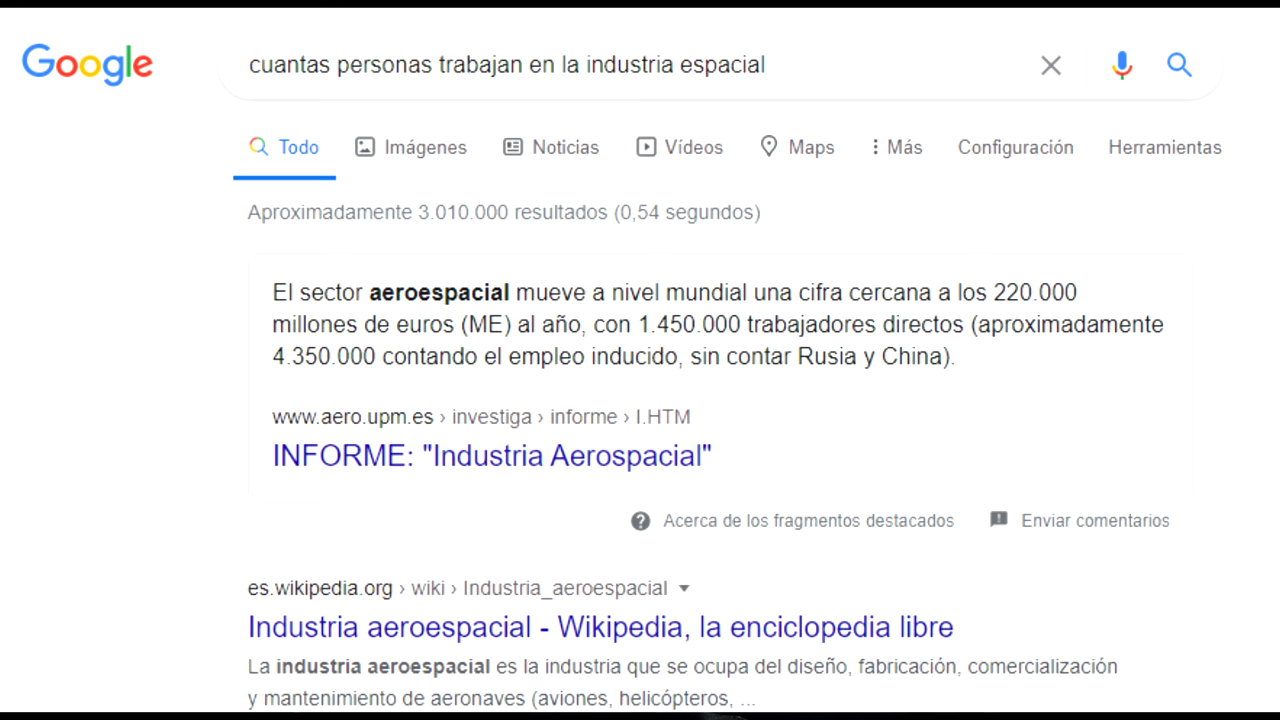 Google
cuantas personas trabajan en la industria espacial
Todo Imágenes Noticias Vídeos Maps Más Configuración Herramientas
Aproximadamente 3.010.000 resultados (0,54 segundos)
El sector aeroespacial mueve a nivel mundial una cifra cercana a los 220.000
millones de euros (ME) al año, con 1.450.000 trabajadores directos (aproximadamente
4.350.000 contando el empleo inducido, sin contar Rusia y China).
www.aero.upm.es › investiga › informe › I.HTM
INFORME: "Industria Aerospacial"
Acerca de los fragmentos destacados Enviar comentarios
es.wikipedia.org › wiki › Industria_aeroespacial
Industria aeroespacial - Wikipedia, la enciclopedia libre
La industria aeroespacial es la industria que se ocupa del diseño, fabricación, comercialización
y mantenimiento de aeronaves (aviones, helicópteros, ...